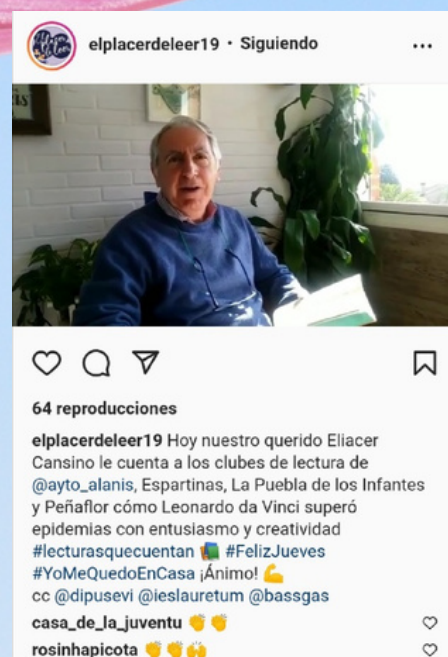 elplacerdeleer19 • Siguiendo
64 reproducciones
elplacerdeleer19 Hoy nuestro querido Eliacer
Cansino le cuenta a los clubes de lectura de
@ayto_alanis, Espartinas, La Puebla de los Infantes
y Peñaflor cómo Leonardo da Vinci superó
epidemias con entusiasmo y creatividad
#lecturasquecuentan 📚 #FelizJueves
#YoMeQuedoEnCasa ¡Ánimo! 💪
cc @dipusevi @ieslauretum @bassgas
casa_de_la_juventu 👏👏
rosinhapicota 👏👏🙌